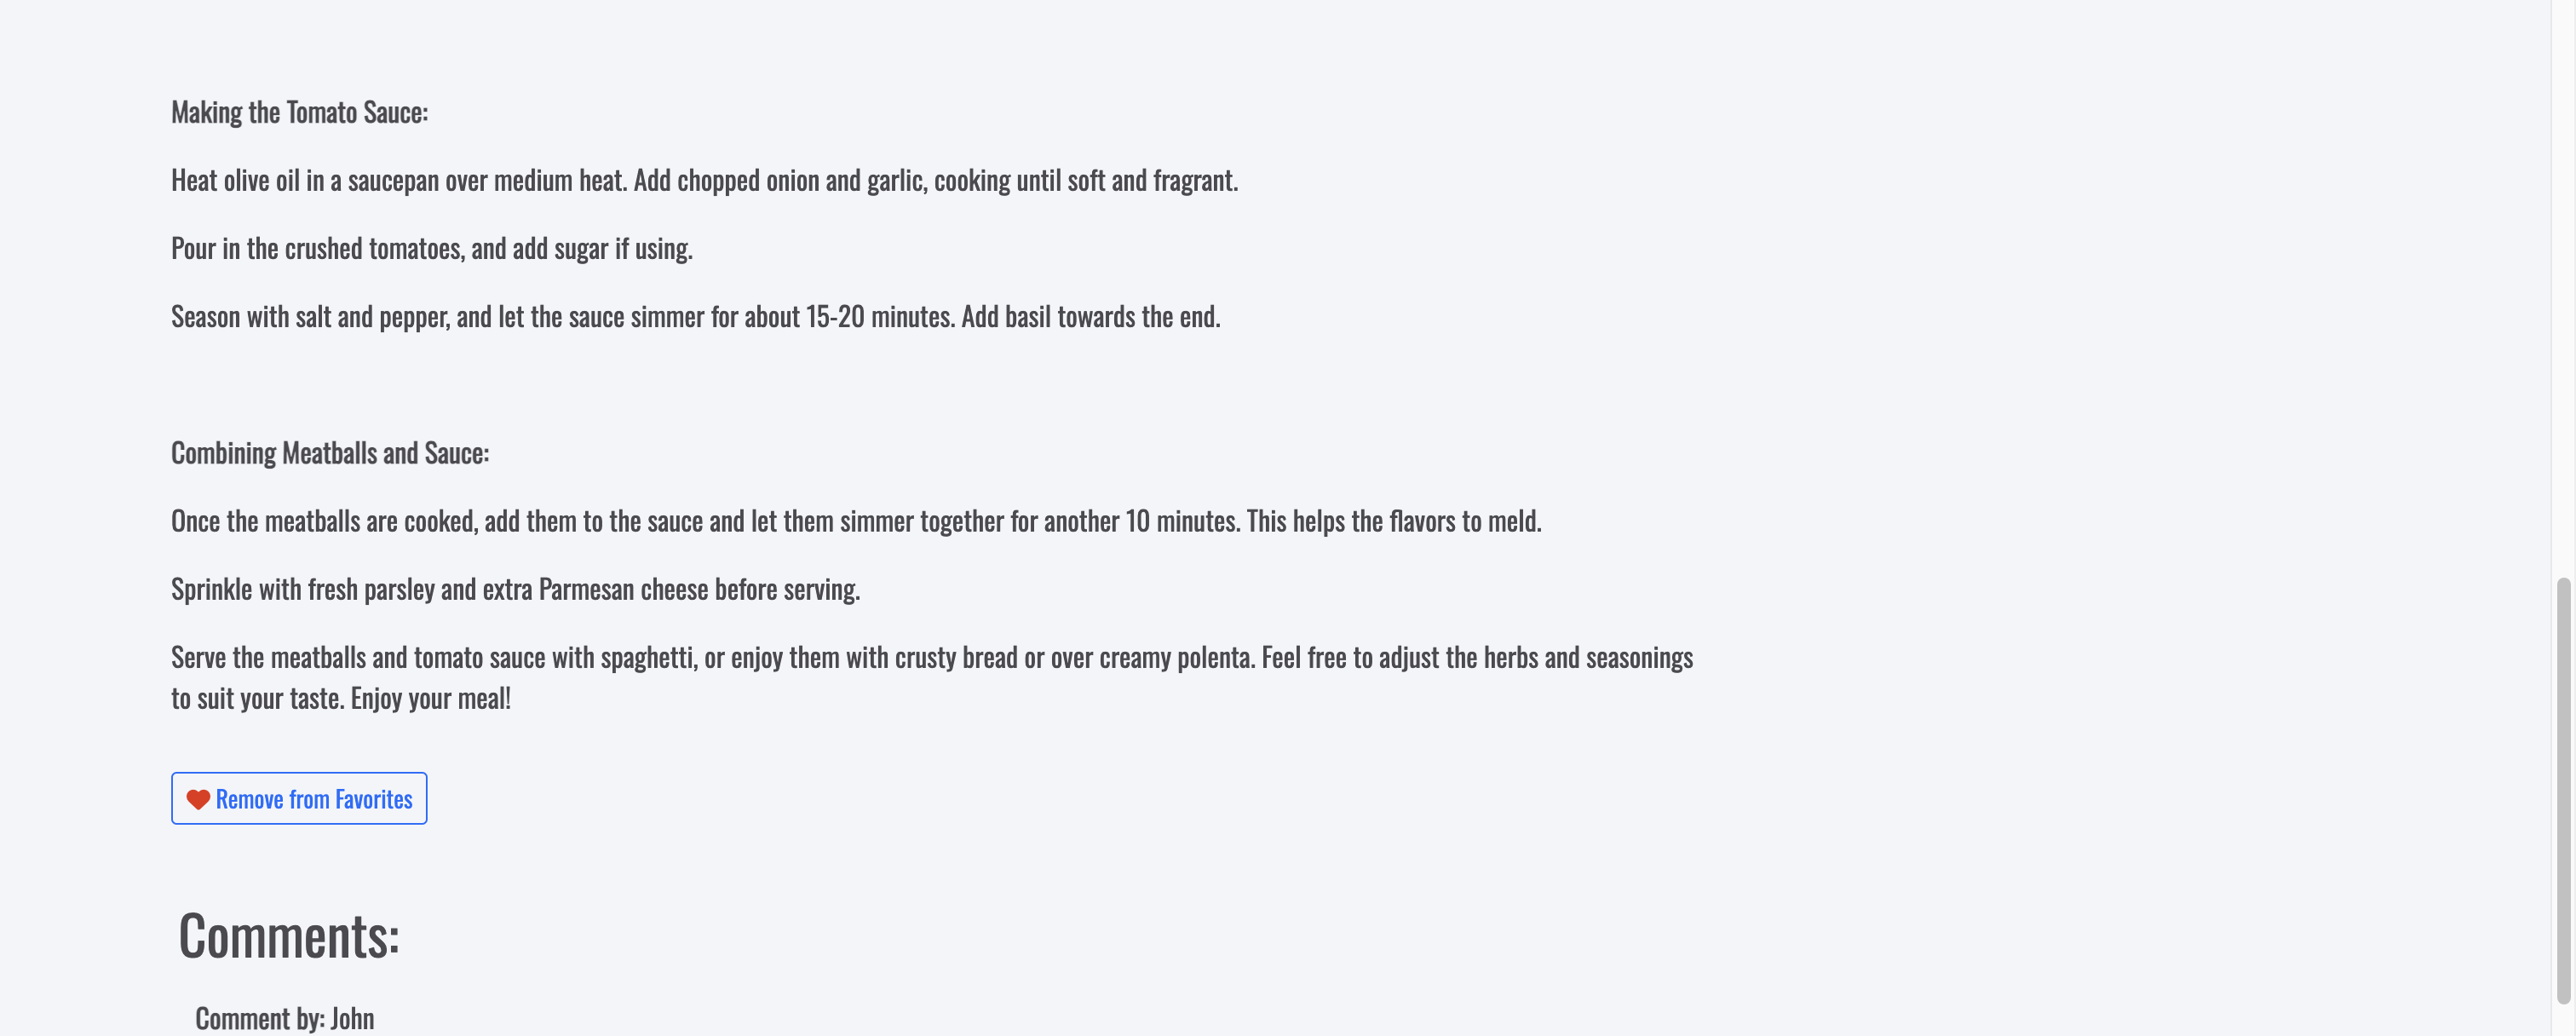 Making the Tomato Sauce:
Heat olive oil in a saucepan over medium heat. Add chopped onion and garlic, cooking until soft and fragrant.
Pour in the crushed tomatoes, and add sugar if using.
Season with salt and pepper, and let the sauce simmer for about 15-20 minutes. Add basil towards the end.
Combining Meatballs and Sauce:
Once the meatballs are cooked, add them to the sauce and let them simmer together for another 10 minutes. This helps the flavors to meld.
Sprinkle with fresh parsley and extra Parmesan cheese before serving.
Serve the meatballs and tomato sauce with spaghetti, or enjoy them with crusty bread or over creamy polenta. Feel free to adjust the herbs and seasonings
to suit your taste. Enjoy your meal!
Remove from Favorites
Comments:
Comment by: John